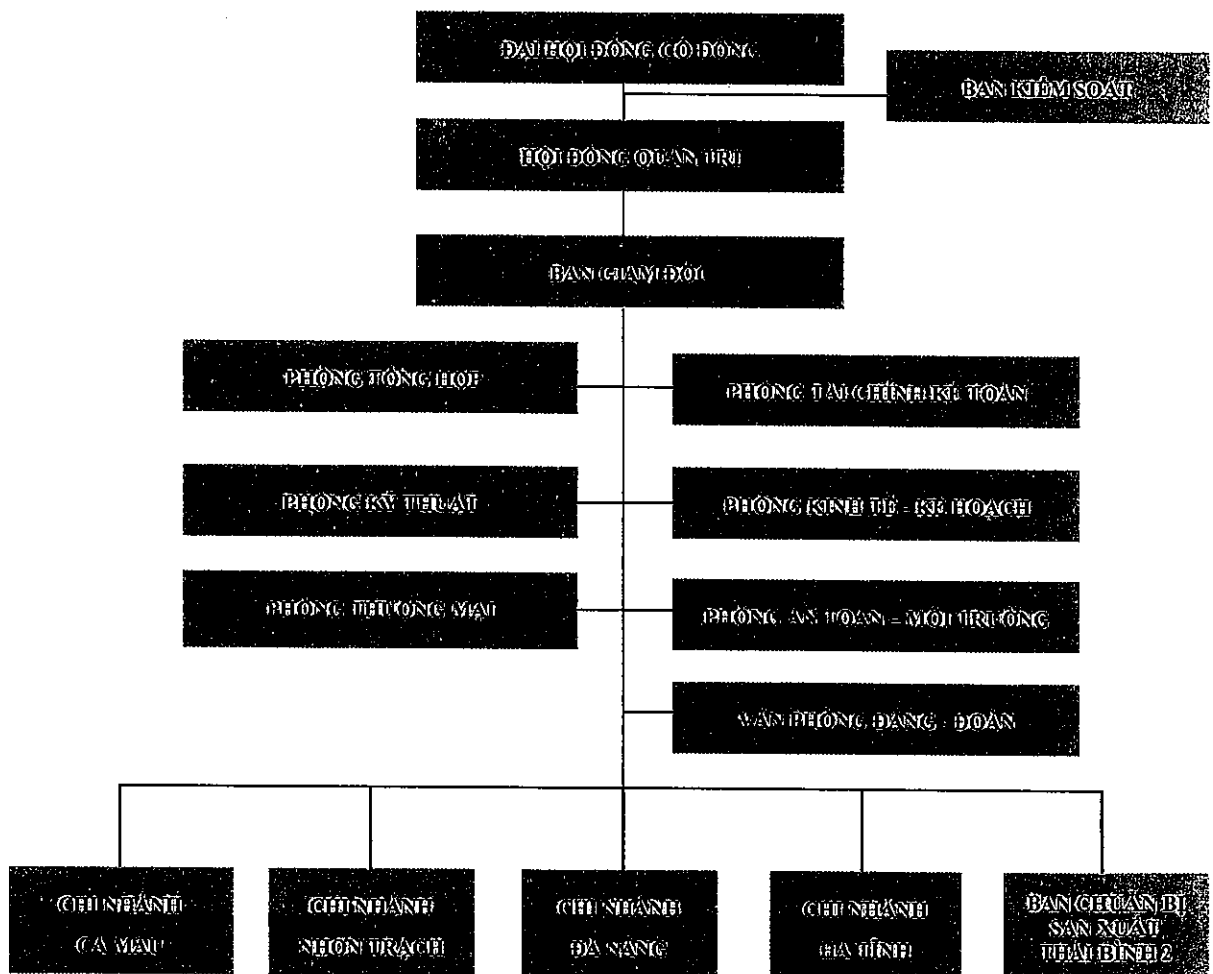 ĐẠI HỘI ĐỒNG CỔ ĐÔNG
BAN KIỂM SOÁT
HỘI ĐỒNG QUẢN TRỊ
BAN GIÁM ĐỐC
PHÒNG TỔNG HỢP
PHÒNG TÀI CHÍNH KẾ TOÁN
PHÒNG KỸ THUẬT
PHÒNG KINH TẾ - KẾ HOẠCH
PHÒNG THƯƠNG MẠI
PHÒNG AN TOÀN – MÔI TRƯỜNG
VĂN PHÒNG ĐẢNG - ĐOÀN
CHI NHÁNH
CÀ MAU
CHI NHÁNH
NHƠN TRẠCH
CHI NHÁNH
ĐÀ NẴNG
CHI NHÁNH
HÀ TĨNH
BAN CHUẨN BỊ
SẢN XUẤT
THÁI BÌNH 2